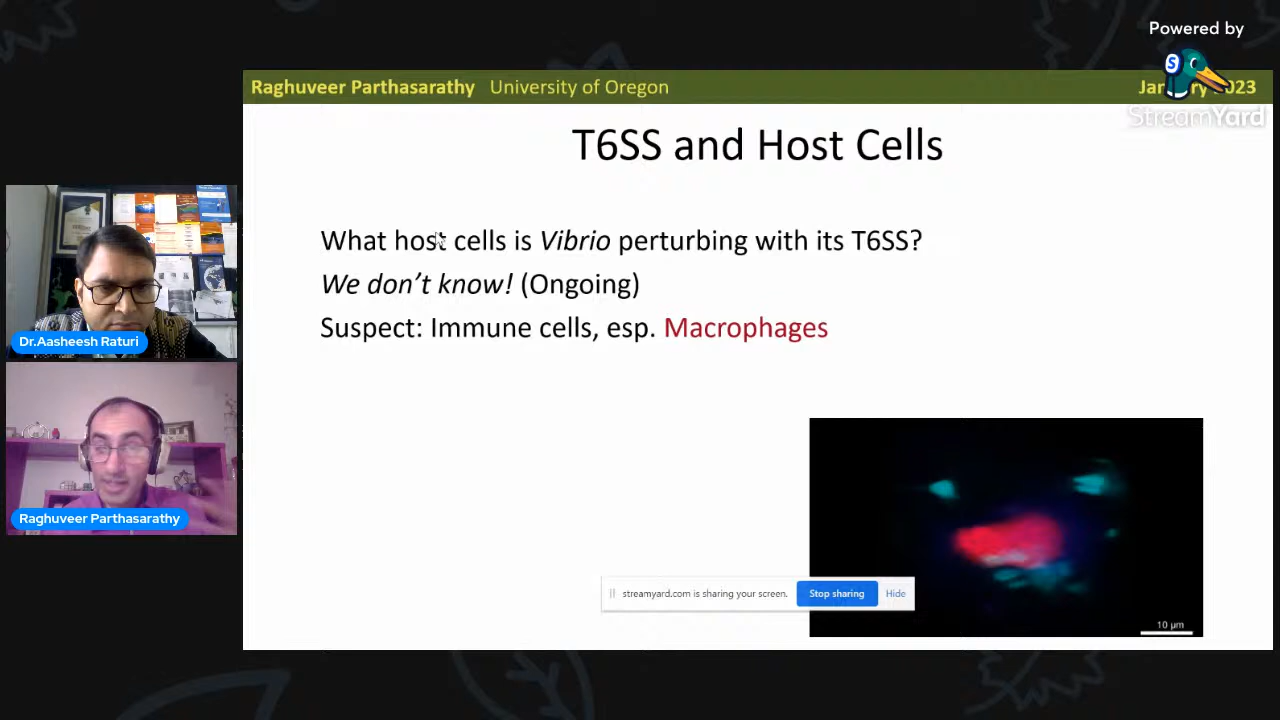 Powered by
StreamYard
Raghuveer Parthasarathy University of Oregon
2023
T6SS and Host Cells
What host cells is Vibrio perturbing with its T6SS?
We don't know! (Ongoing)
Suspect: Immune cells, esp. Macrophages
Dr.Aasheesh Raturi
Raghuveer Parthasarathy
streamyard.com is sharing your screen. Stop sharing Hide
10 µm